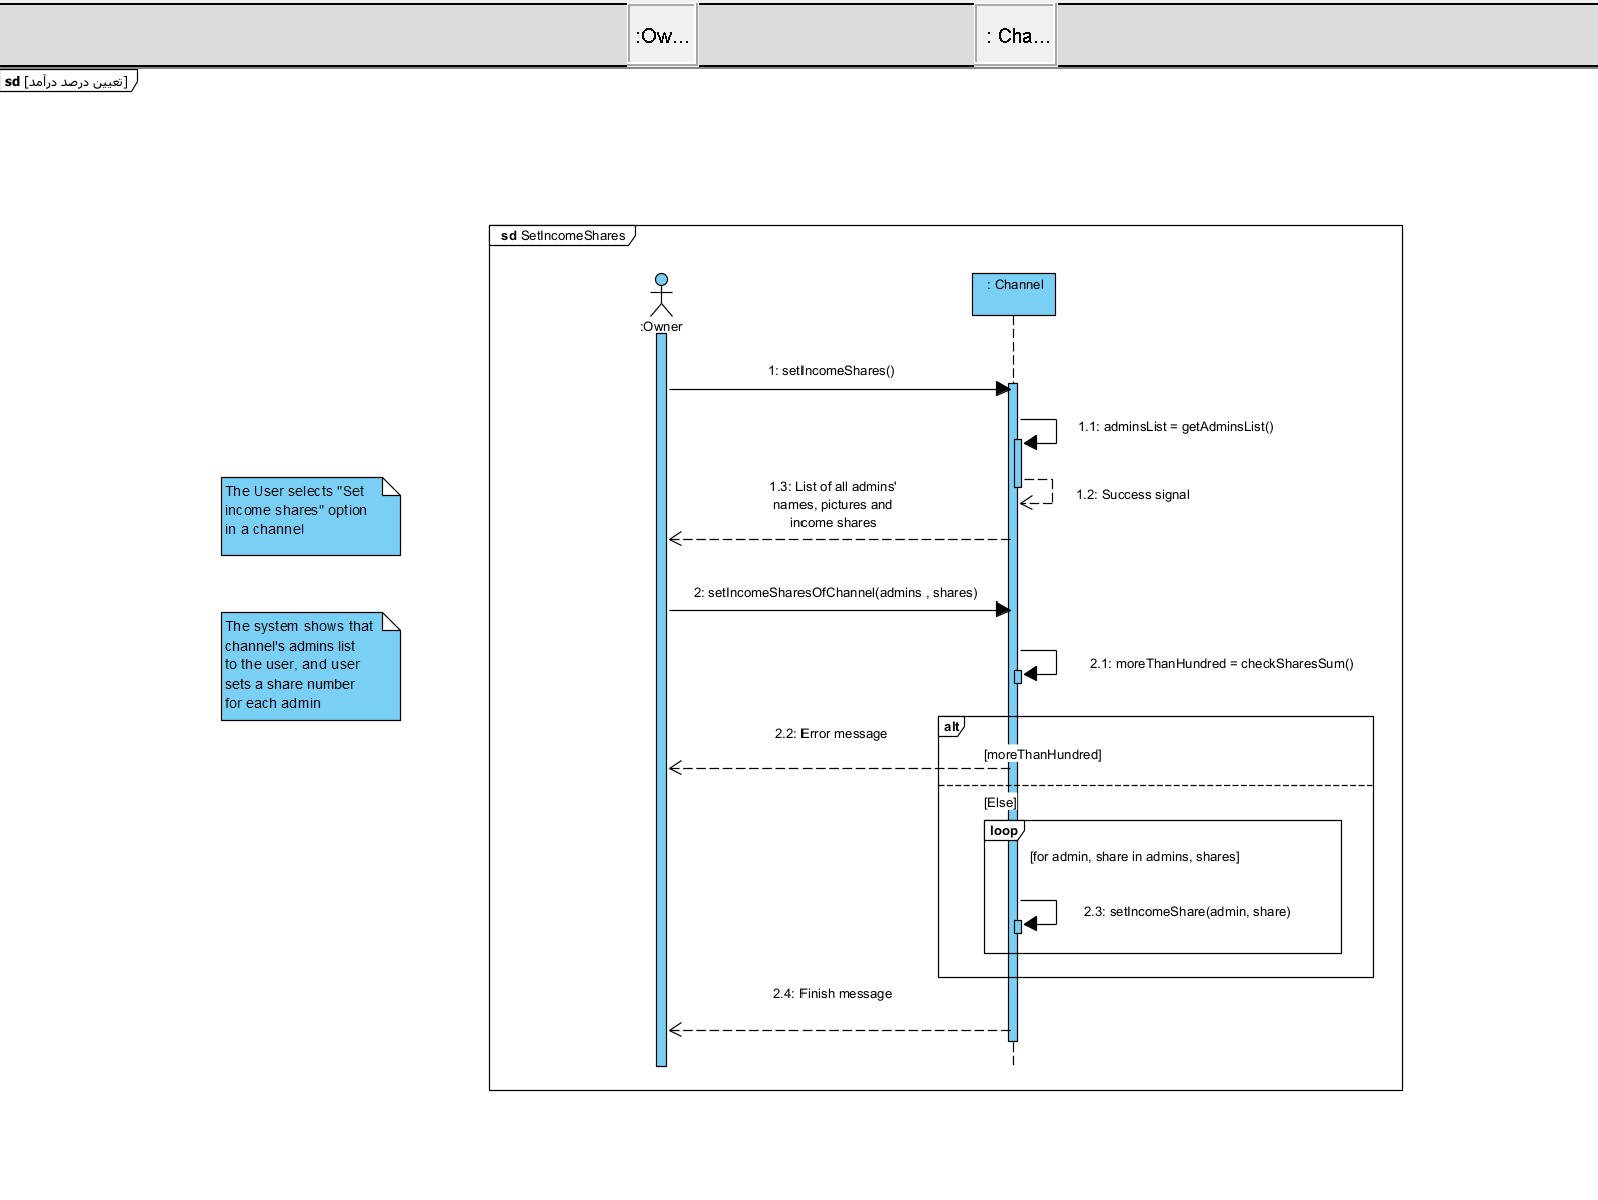 :Ow...
: Cha...
sd [تعیین درصد درآمد]
sd SetIncomeShares
:Owner
: Channel
1: setIncomeShares()
1.1: adminsList = getAdminsList()
The User selects "Set
income shares" option
in a channel
1.3: List of all admins'
names, pictures and
income shares
1.2: Success signal
2: setIncomeSharesOfChannel(admins , shares)
The system shows that
channel's admins list
to the user, and user
sets a share number
for each admin
2.1: moreThanHundred = checkSharesSum()
alt
2.2: Error message
[moreThanHundred]
[Else]
loop
[for admin, share in admins, shares]
2.3: setIncomeShare(admin, share)
2.4: Finish message